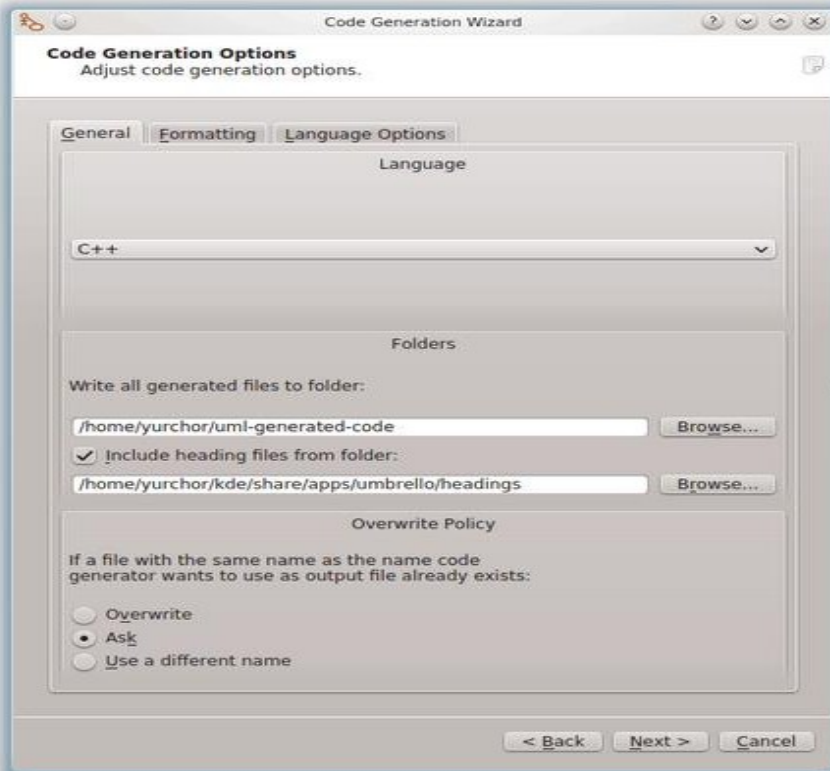 Code Generation Wizard
Code Generation Options
Adjust code generation options.
General
Formatting
Language Options
Language
C++
Folders
Write all generated files to folder:
/home/yurchor/uml-generated-code
Browse...
Include heading files from folder:
/home/yurchor/kde/share/apps/umbrello/headings
Browse...
Overwrite Policy
If a file with the same name as the name code
generator wants to use as output file already exists:
Overwrite
Ask
Use a different name
< Back
Next >
Cancel